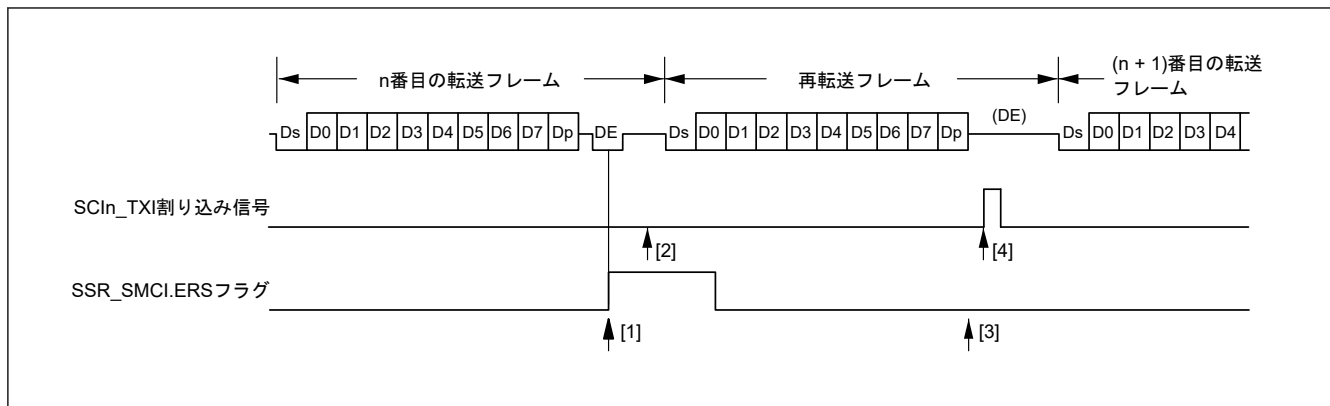 n番目の転送フレーム
再転送フレーム
(n + 1)番目の転送
フレーム
Ds D0 D1 D2 D3 D4 D5 D6 D7 Dp DE Ds D0 D1 D2 D3 D4 D5 D6 D7 Dp (DE) Ds D0 D1 D2 D3 D4
SCIn_TXI割り込み信号
[2] [4]
SSR_SMCI.ERSフラグ
[1] [3]